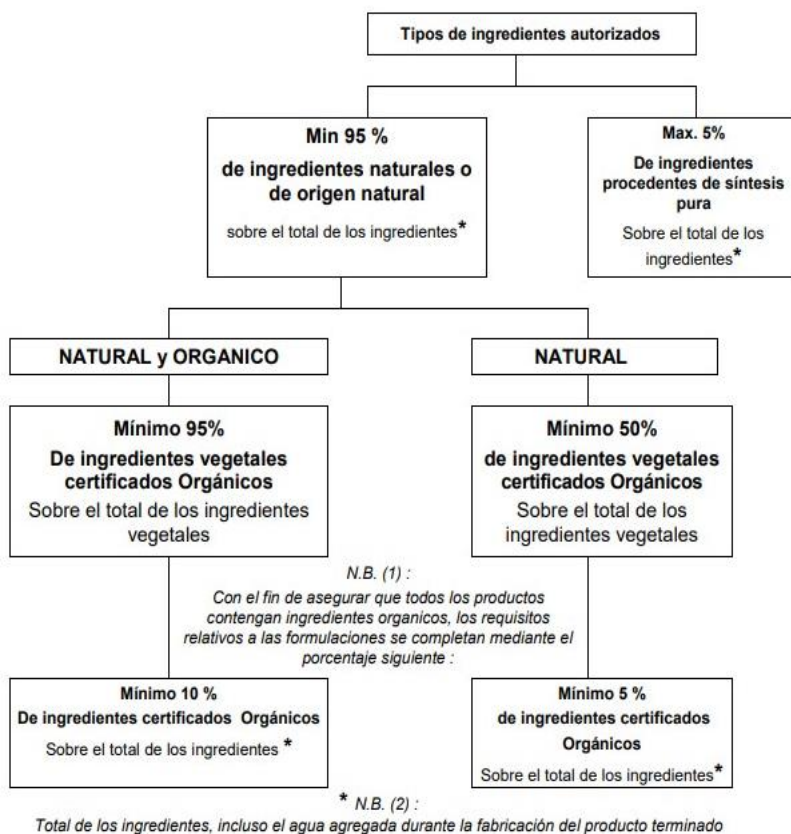 Tipos de ingredientes autorizados
Min 95 %
de ingredientes naturales o
de origen natural
sobre el total de los ingredientes*
Max. 5%
De ingredientes
procedentes de síntesis
pura
Sobre el total de los
ingredientes*
NATURAL y ORGANICO
NATURAL
Mínimo 95%
De ingredientes vegetales
certificados Orgánicos
Sobre el total de los ingredientes
vegetales
Mínimo 50%
de ingredientes vegetales
certificados Orgánicos
Sobre el total de los
ingredientes vegetales
N.B. (1) :
Con el fin de asegurar que todos los productos
contengan ingredientes organicos, los requisitos
relativos a las formulaciones se completan mediante el
porcentaje siguiente :
Mínimo 10 %
De ingredientes certificados Orgánicos
Sobre el total de los ingredientes *
Mínimo 5 %
de ingredientes certificados
Orgánicos
Sobre el total de los ingredientes*
* N.B. (2) :
Total de los ingredientes, incluso el agua agregada durante la fabricación del producto terminado